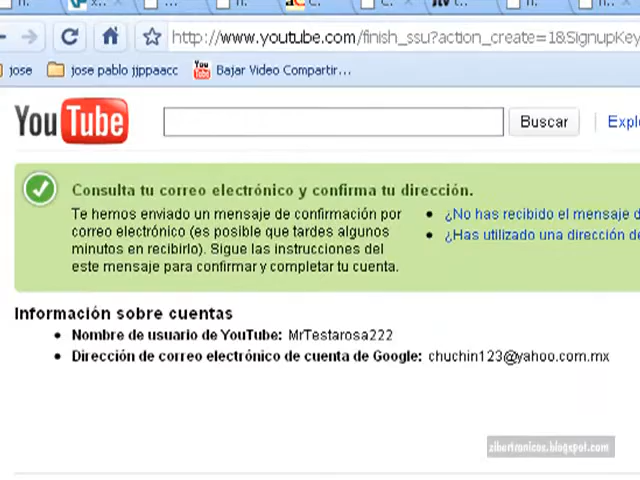 http://www.youtube.com/finish_ssu?action_create=1&SignupKey
jose
jose pablo jjppaacc
You Tube
Bajar Video Compartir...
You Tube
Buscar
Explo
Consulta tu correo electrónico y confirma tu dirección.
Te hemos enviado un mensaje de confirmación por
correo electrónico (es posible que tardes algunos
minutos en recibirlo). Sigue las instrucciones del
este mensaje para confirmar y completar tu cuenta.
¿No has recibido el mensaje d
¿Has utilizado una dirección de
Información sobre cuentas
Nombre de usuario de YouTube: MrTestarosa222
Dirección de correo electrónico de cuenta de Google: chuchin123@yahoo.com.mx
zibertronicos.blogspot.com